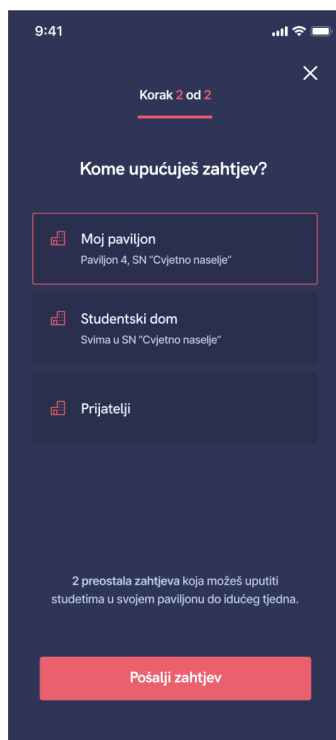 9:41
Korak 2 od 2
Kome upućuješ zahtjev?
Moj paviljon
Paviljon 4, SN "Cvjetno naselje"
Studentski dom
Svima u SN "Cvjetno naselje"
Prijatelji
2 preostala zahtjeva koja možeš uputiti
studetima u svojem paviljonu do idućeg tjedna.
Pošalji zahtjev